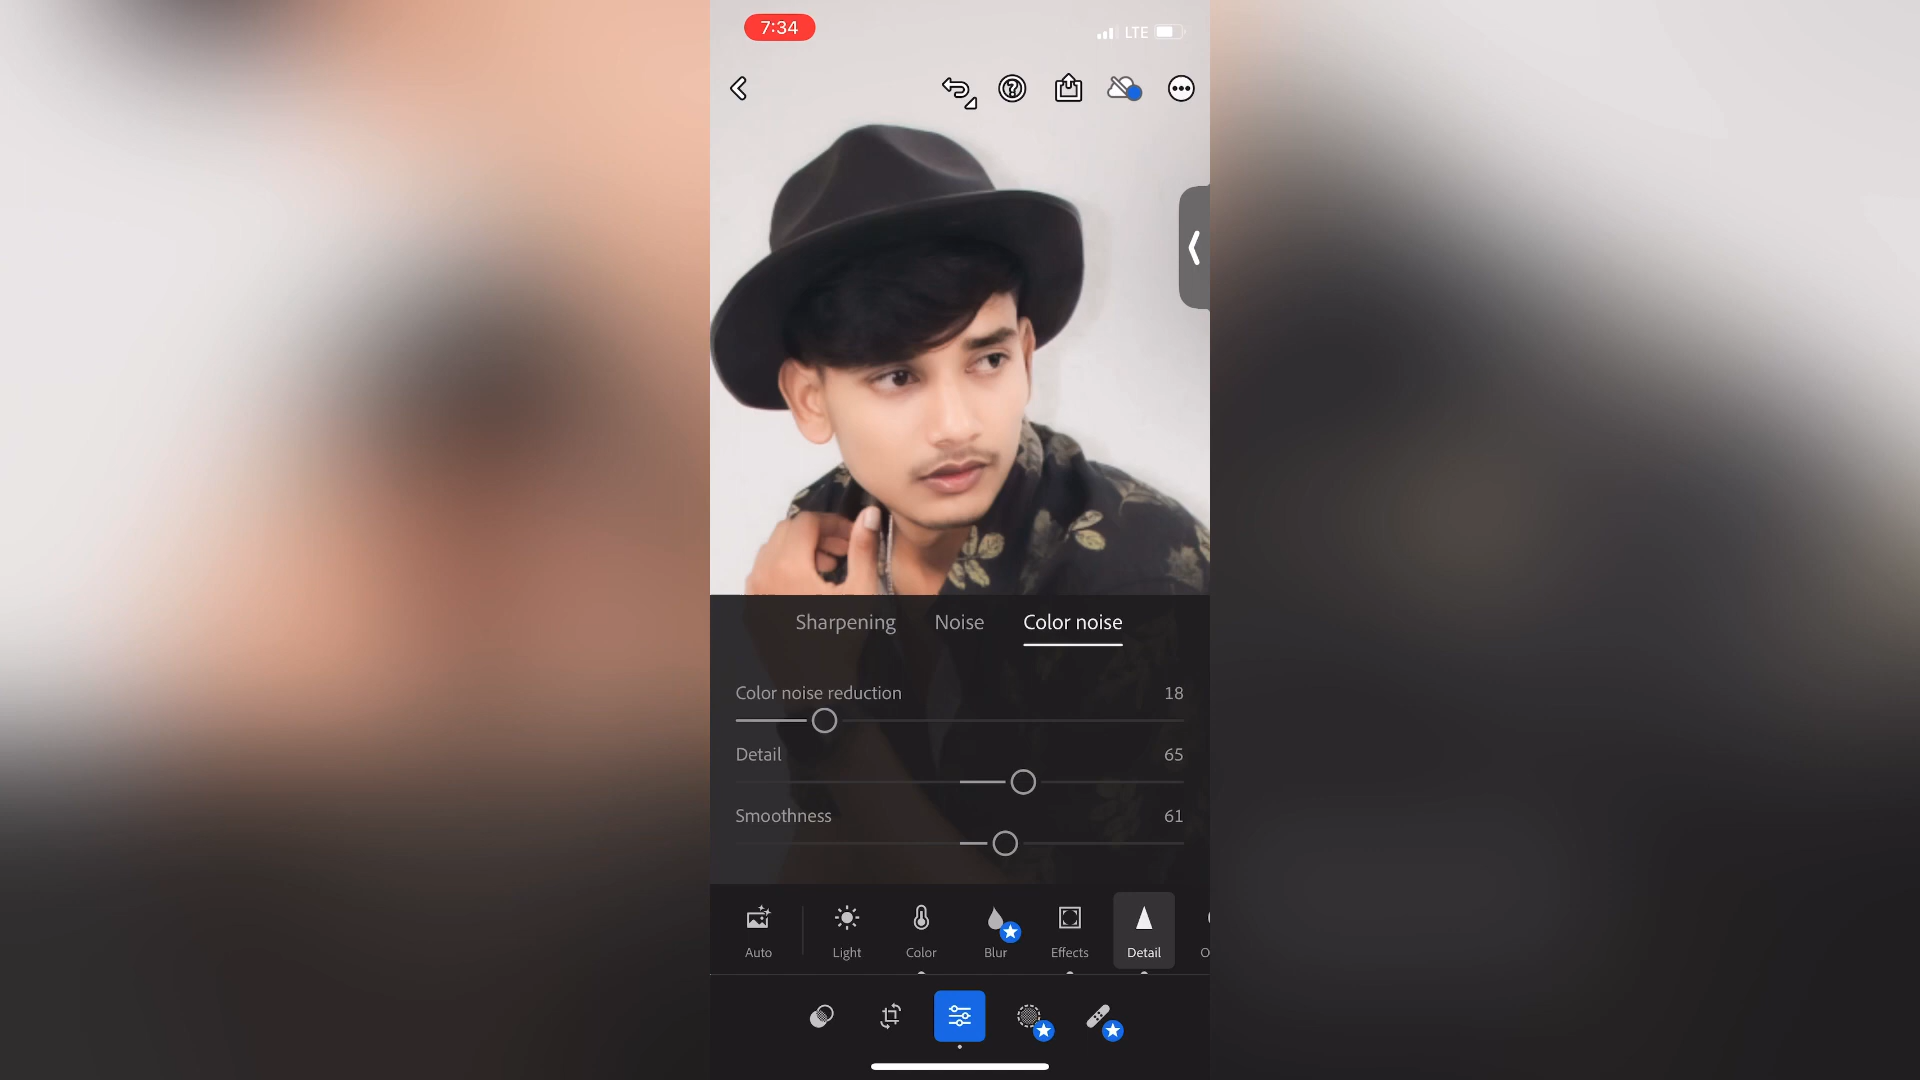 7:34
LTE
Sharpening Noise Color noise
Color noise reduction 18
Detail 65
Smoothness 61
Auto Light Color Blur Effects Detail O